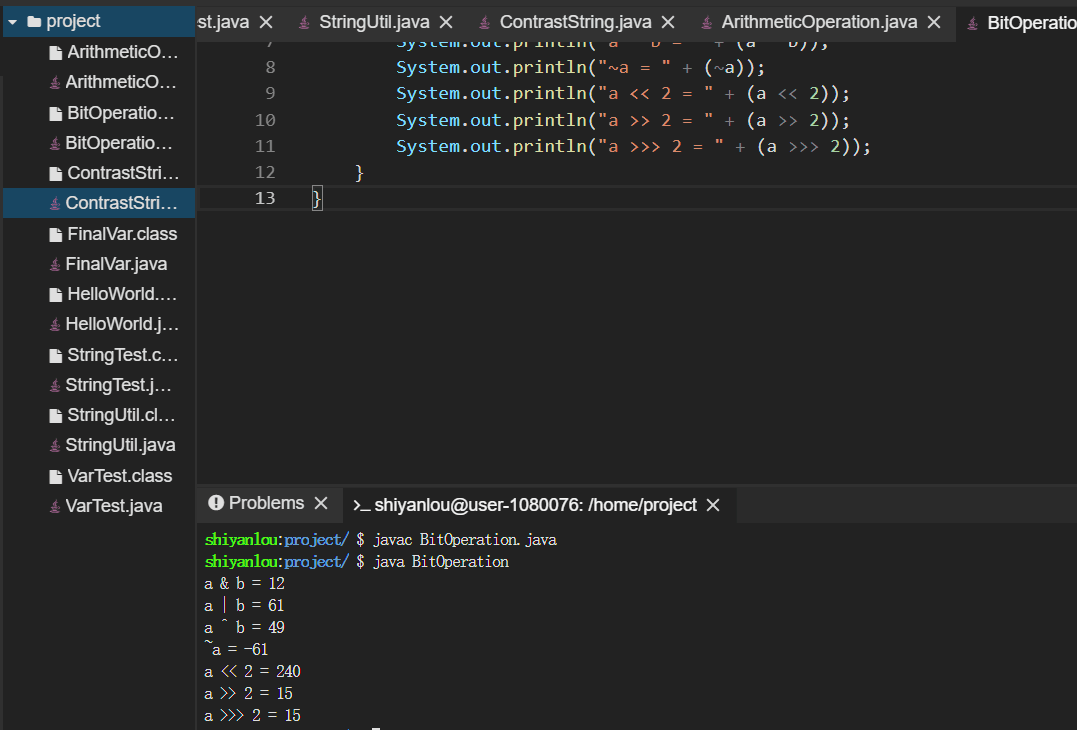 project
ArithmeticO...
ArithmeticO...
BitOperatio...
BitOperatio...
ContrastStri...
ContrastStri...
FinalVar.class
FinalVar.java
HelloWorld....
HelloWorld.j...
StringTest.c...
StringTest.j...
StringUtil.cl...
StringUtil.java
VarTest.class
VarTest.java
st.java StringUtil.java ContrastString.java ArithmeticOperation.java BitOperatio
7 System.out.println("a ^ b = " + (a ^ b));
8 System.out.println("~a = " + (~a));
9 System.out.println("a << 2 = " + (a << 2));
10 System.out.println("a >> 2 = " + (a >> 2));
11 System.out.println("a >>> 2 = " + (a >>> 2));
12 }
13 }
Problems >_ shiyanlou@user-1080076: /home/project
shiyanlou:project/ $ javac BitOperation.java
shiyanlou:project/ $ java BitOperation
a & b = 12
a | b = 61
a ^ b = 49
~a = -61
a << 2 = 240
a >> 2 = 15
a >>> 2 = 15